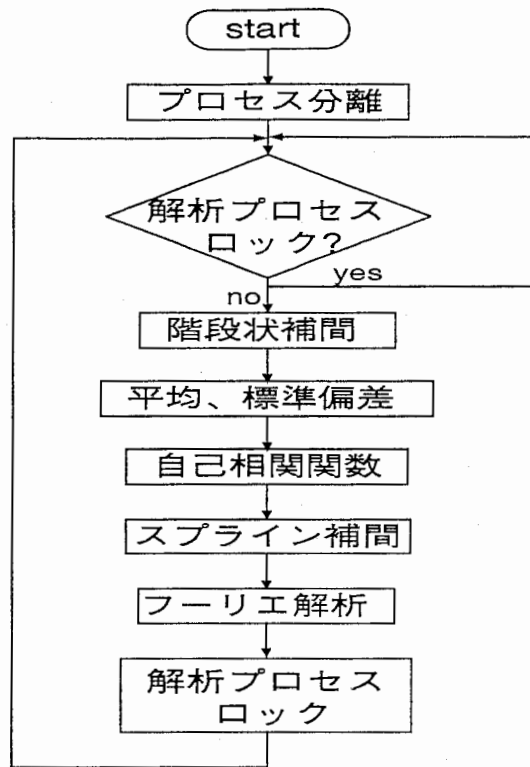 start
プロセス分離
解析プロセス
ロック?
yes
no
階段状補間
平均、標準偏差
自己相関関数
スプライン補間
フーリエ解析
解析プロセス
ロック